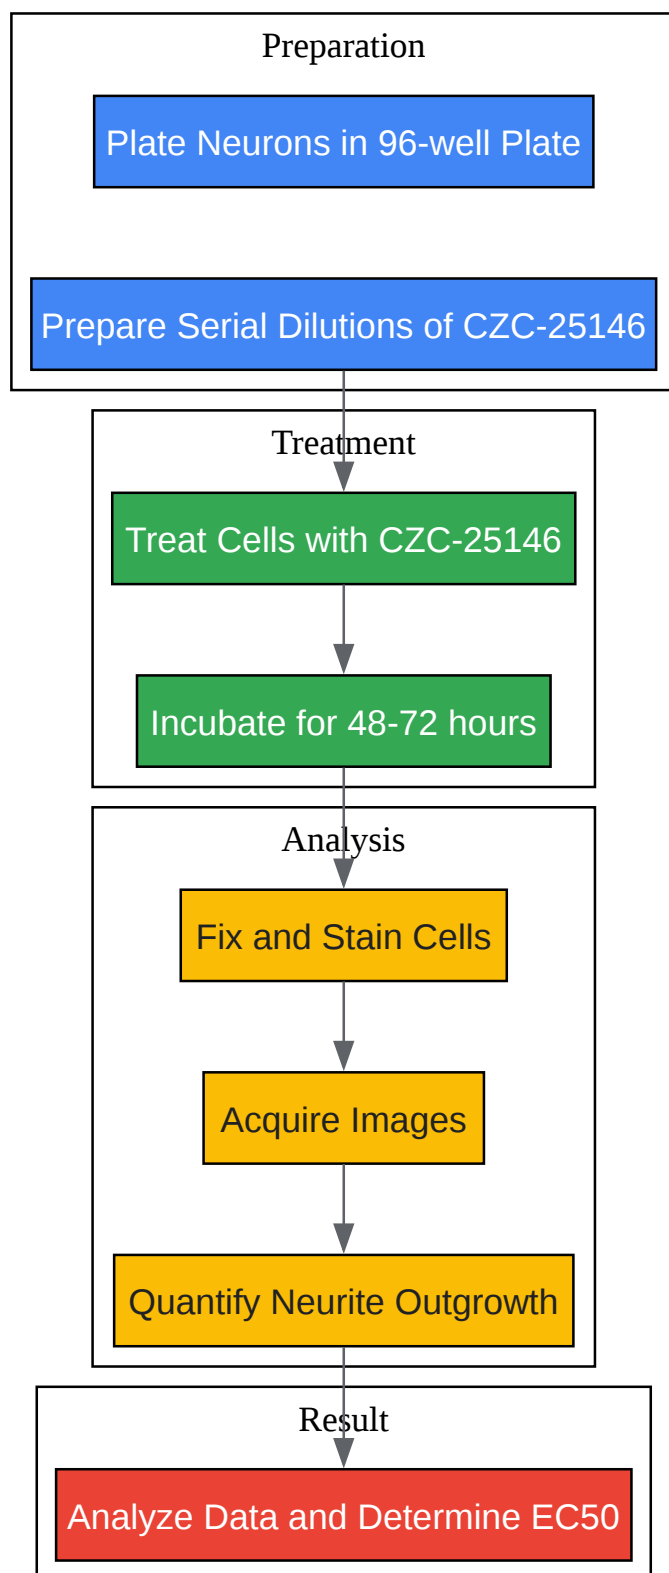 Preparation
Plate Neurons in 96-well Plate
Prepare Serial Dilutions of CZC-25146
Treatment
Treat Cells with CZC-25146
Incubate for 48-72 hours
Analysis
Fix and Stain Cells
Acquire Images
Quantify Neurite Outgrowth
Result
Analyze Data and Determine EC50